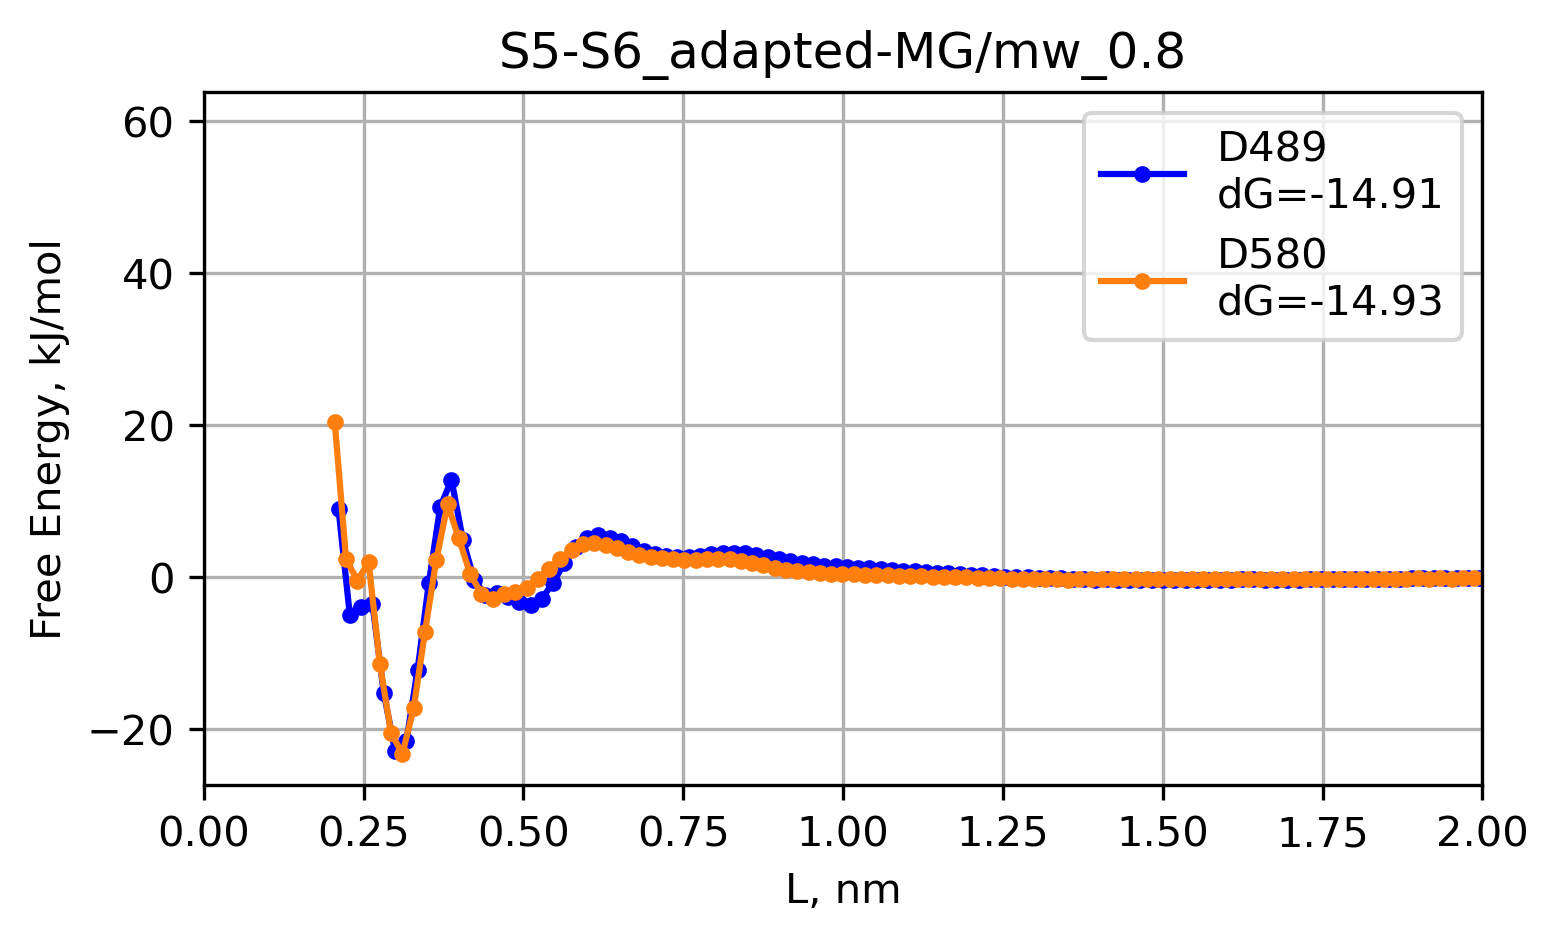 S5-S6_adapted-MG/mw_0.8
Free Energy, kJ/mol
60
40
20
0
−20
D489
dG=-14.91
D580
dG=-14.93
0.00 0.25 0.50 0.75 1.00 1.25 1.50 1.75 2.00
L, nm